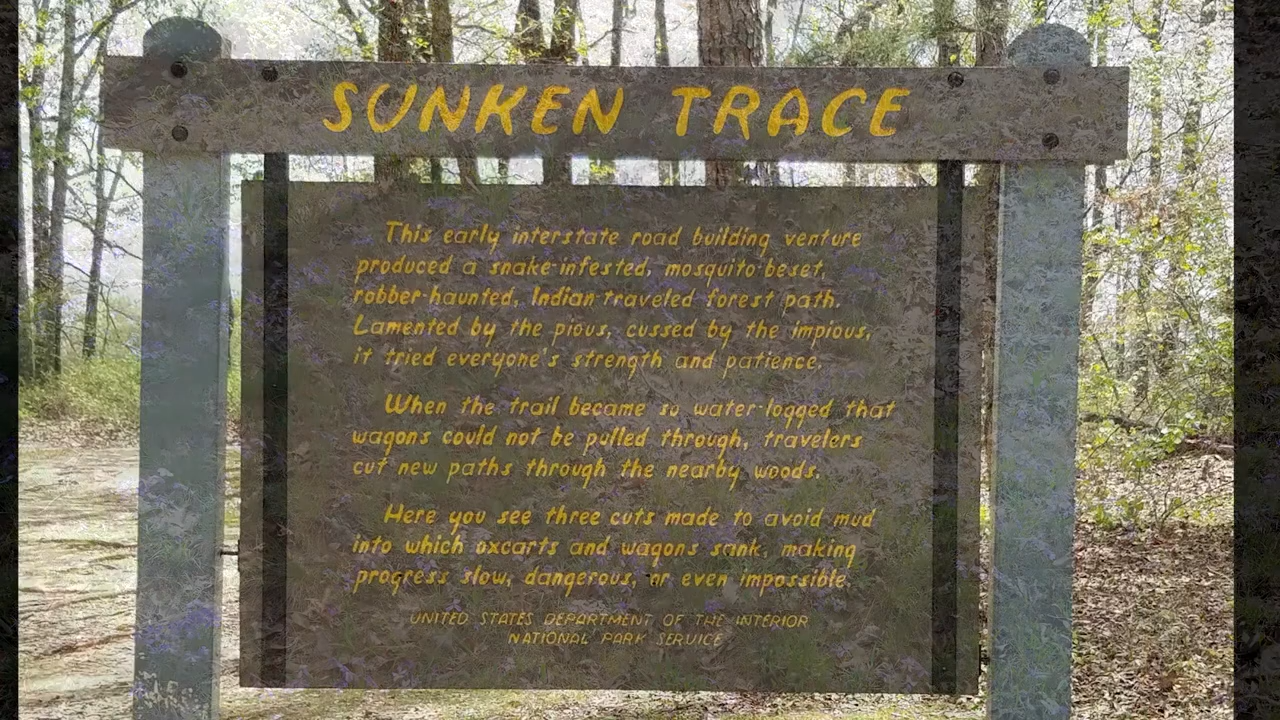 SUNKEN TRACE
This early interstate road building venture
produced a snake-infested, mosquito-beset,
robber-haunted, Indian-traveled forest path.
Lamented by the pious, cussed by the impious,
it tried everyone's strength and patience.
When the trail became so water-logged that
wagons could not be pulled through, travelers
cut new paths through the nearby woods.
Here you see three cuts made to avoid mud
into which oxcarts and wagons sank, making
progress slow, dangerous, or even impossible.
UNITED STATES DEPARTMENT OF THE INTERIOR
NATIONAL PARK SERVICE